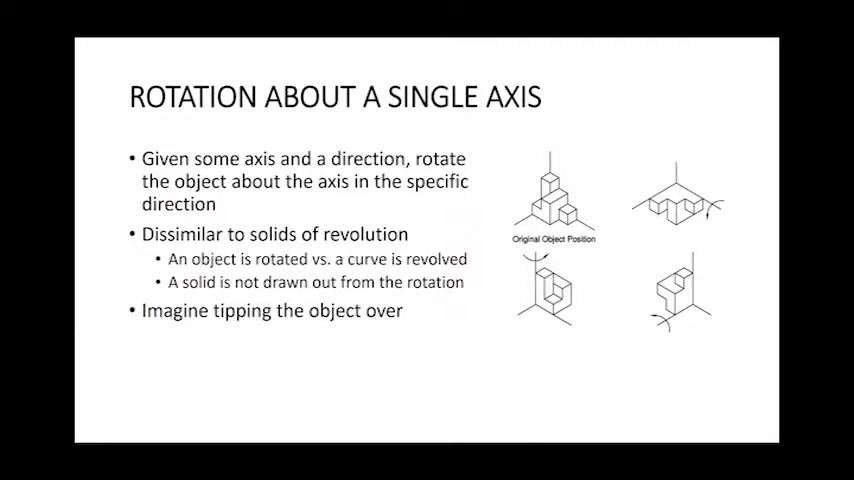 ROTATION ABOUT A SINGLE AXIS
• Given some axis and a direction, rotate
the object about the axis in the specific
direction
• Dissimilar to solids of revolution
• An object is rotated vs. a curve is revolved
• A solid is not drawn out from the rotation
• Imagine tipping the object over
Original Object Position